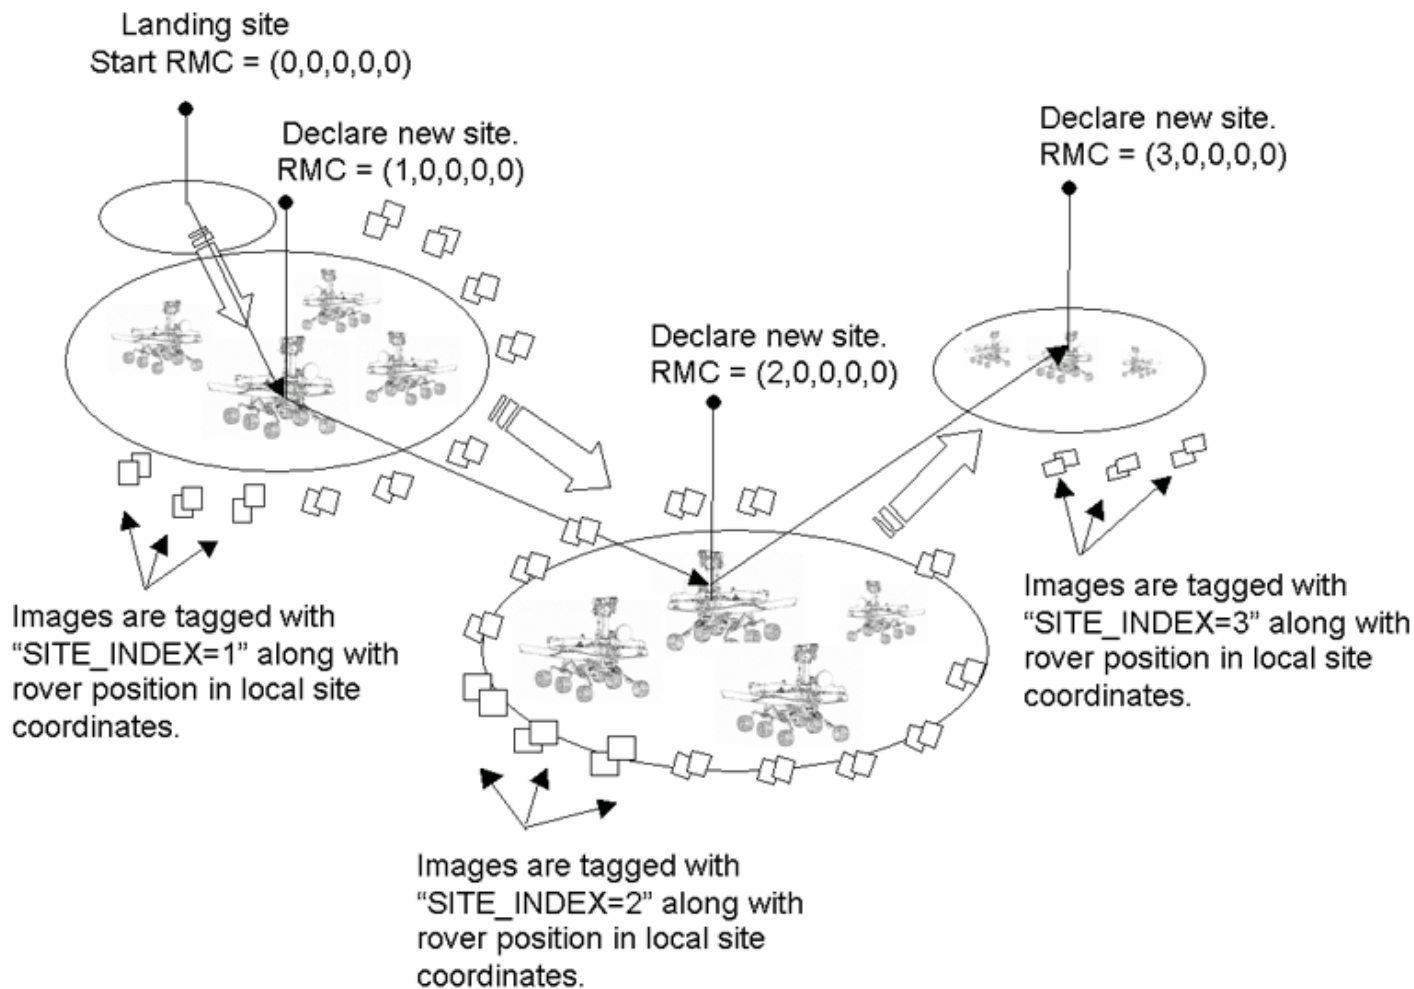 Landing site
Start RMC = (0,0,0,0,0)
Declare new site.
RMC = (1,0,0,0,0)
Declare new site.
RMC = (3,0,0,0,0)
Declare new site.
RMC = (2,0,0,0,0)
Images are tagged with
“SITE_INDEX=1” along with
rover position in local site
coordinates.
Images are tagged with
“SITE_INDEX=3” along with
rover position in local site
coordinates.
Images are tagged with
“SITE_INDEX=2” along with
rover position in local site
coordinates.